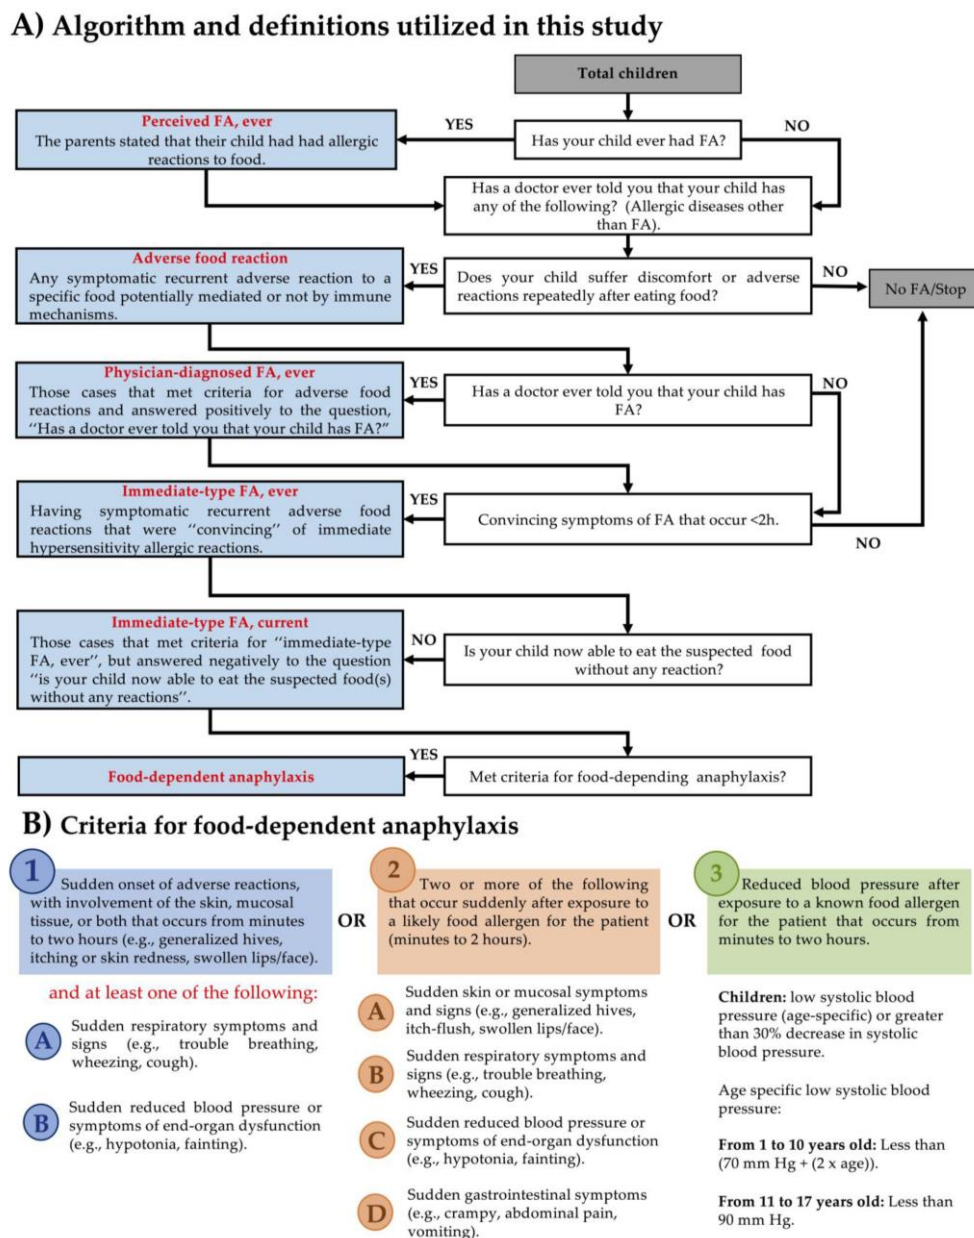 A) Algorithm and definitions utilized in this study
Total children
Perceived FA, ever
The parents stated that their child had had allergic
reactions to food.
YES
Has your child ever had FA?
NO
Has a doctor ever told you that your child has
any of the following? (Allergic diseases other
than FA).
Adverse food reaction
Any symptomatic recurrent adverse reaction to a
specific food potentially mediated or not by immune
mechanisms.
YES
Does your child suffer discomfort or adverse
reactions repeatedly after eating food?
NO
No FA/Stop
Physician-diagnosed FA, ever
Those cases that met criteria for adverse food
reactions and answered positively to the question,
"Has a doctor ever told you that your child has FA?"
YES
Has a doctor ever told you that your child has
FA?
NO
Immediate-type FA, ever
Having symptomatic recurrent adverse food
reactions that were "convincing" of immediate
hypersensitivity allergic reactions.
YES
Convincing symptoms of FA that occur <2h.
NO
Immediate-type FA, current
Those cases that met criteria for "immediate-type
FA, ever", but answered negatively to the question
"is your child now able to eat the suspected food(s)
without any reactions".
NO
Is your child now able to eat the suspected food
without any reaction?
Food-dependent anaphylaxis
YES
Met criteria for food-depending anaphylaxis?
B) Criteria for food-dependent anaphylaxis
1
Sudden onset of adverse reactions,
with involvement of the skin, mucosal
tissue, or both that occurs from minutes
to two hours (e.g., generalized hives,
itching or skin redness, swollen lips/face).
and at least one of the following:
A
Sudden respiratory symptoms and
signs (e.g., trouble breathing,
wheezing, cough).
B
Sudden reduced blood pressure or
symptoms of end-organ dysfunction
(e.g., hypotonia, fainting).
OR
2
Two or more of the following
that occur suddenly after exposure to
a likely food allergen for the patient
(minutes to 2 hours).
A
Sudden skin or mucosal symptoms
and signs (e.g., generalized hives,
itch-flush, swollen lips/face).
B
Sudden respiratory symptoms and
signs (e.g., trouble breathing,
wheezing, cough).
C
Sudden reduced blood pressure or
symptoms of end-organ dysfunction
(e.g., hypotonia, fainting).
D
Sudden gastrointestinal symptoms
(e.g., crampy, abdominal pain,
vomiting).
OR
3
Reduced blood pressure after
exposure to a known food allergen
for the patient that occurs from
minutes to two hours.
Children: low systolic blood
pressure (age-specific) or greater
than 30% decrease in systolic
blood pressure.
Age specific low systolic blood
pressure:
From 1 to 10 years old: Less than
(70 mm Hg + (2 x age)).
From 11 to 17 years old: Less than
90 mm Hg.